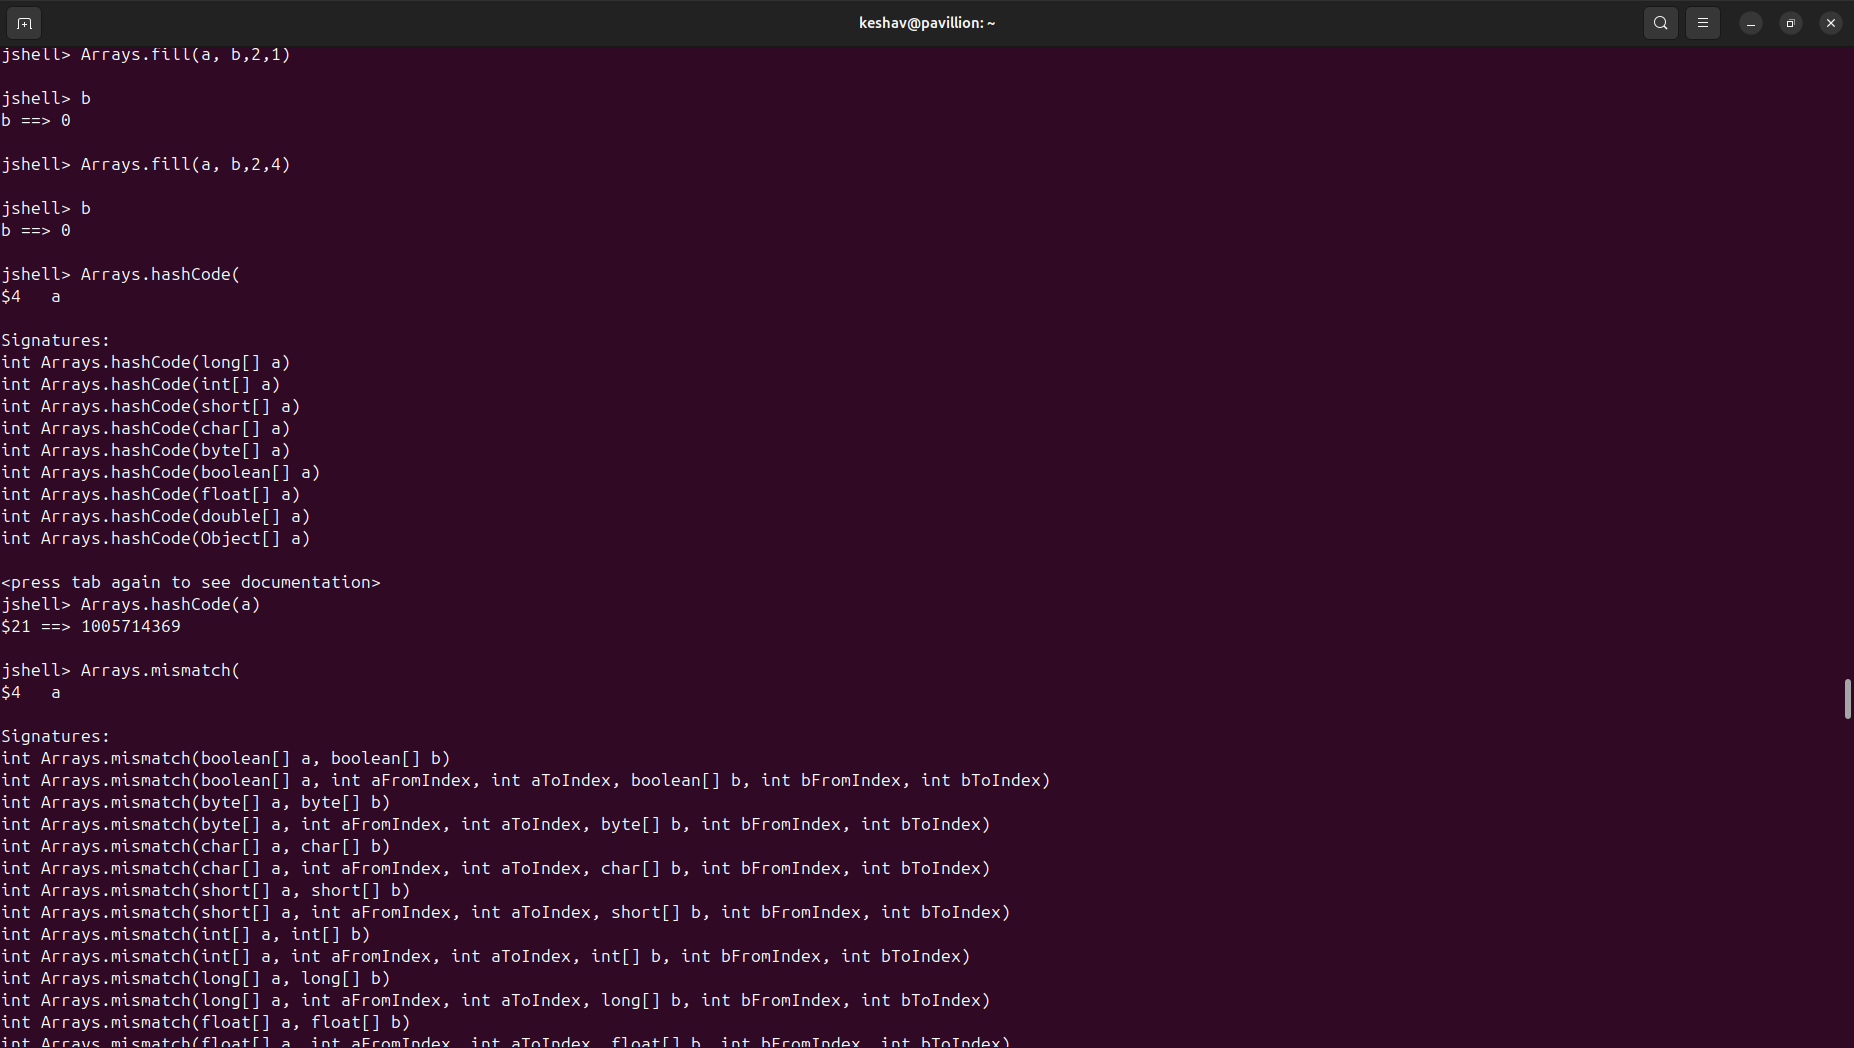 keshav@pavillion: ~
jshell> Arrays.fill(a, b,2,1)
jshell> b
b ==> 0
jshell> Arrays.fill(a, b,2,4)
jshell> b
b ==> 0
jshell> Arrays.hashCode(
$4   a
Signatures:
int Arrays.hashCode(long[] a)
int Arrays.hashCode(int[] a)
int Arrays.hashCode(short[] a)
int Arrays.hashCode(char[] a)
int Arrays.hashCode(byte[] a)
int Arrays.hashCode(boolean[] a)
int Arrays.hashCode(float[] a)
int Arrays.hashCode(double[] a)
int Arrays.hashCode(Object[] a)
<press tab again to see documentation>
jshell> Arrays.hashCode(a)
$21 ==> 1005714369
jshell> Arrays.mismatch(
$4   a
Signatures:
int Arrays.mismatch(boolean[] a, boolean[] b)
int Arrays.mismatch(boolean[] a, int aFromIndex, int aToIndex, boolean[] b, int bFromIndex, int bToIndex)
int Arrays.mismatch(byte[] a, byte[] b)
int Arrays.mismatch(byte[] a, int aFromIndex, int aToIndex, byte[] b, int bFromIndex, int bToIndex)
int Arrays.mismatch(char[] a, char[] b)
int Arrays.mismatch(char[] a, int aFromIndex, int aToIndex, char[] b, int bFromIndex, int bToIndex)
int Arrays.mismatch(short[] a, short[] b)
int Arrays.mismatch(short[] a, int aFromIndex, int aToIndex, short[] b, int bFromIndex, int bToIndex)
int Arrays.mismatch(int[] a, int[] b)
int Arrays.mismatch(int[] a, int aFromIndex, int aToIndex, int[] b, int bFromIndex, int bToIndex)
int Arrays.mismatch(long[] a, long[] b)
int Arrays.mismatch(long[] a, int aFromIndex, int aToIndex, long[] b, int bFromIndex, int bToIndex)
int Arrays.mismatch(float[] a, float[] b)
int Arrays.mismatch(float[] a, int aFromIndex, int aToIndex, float[] b, int bFromIndex, int bToIndex)